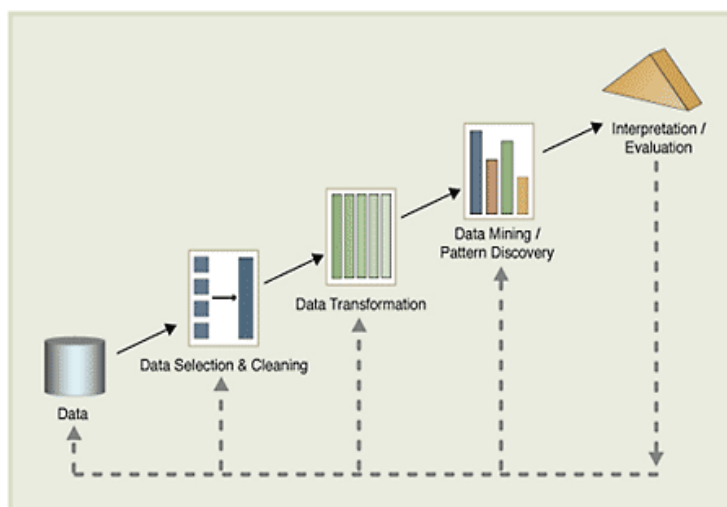 Interpretation /
Evaluation
Data Mining /
Pattern Discovery
Data Transformation
Data Selection & Cleaning
Data